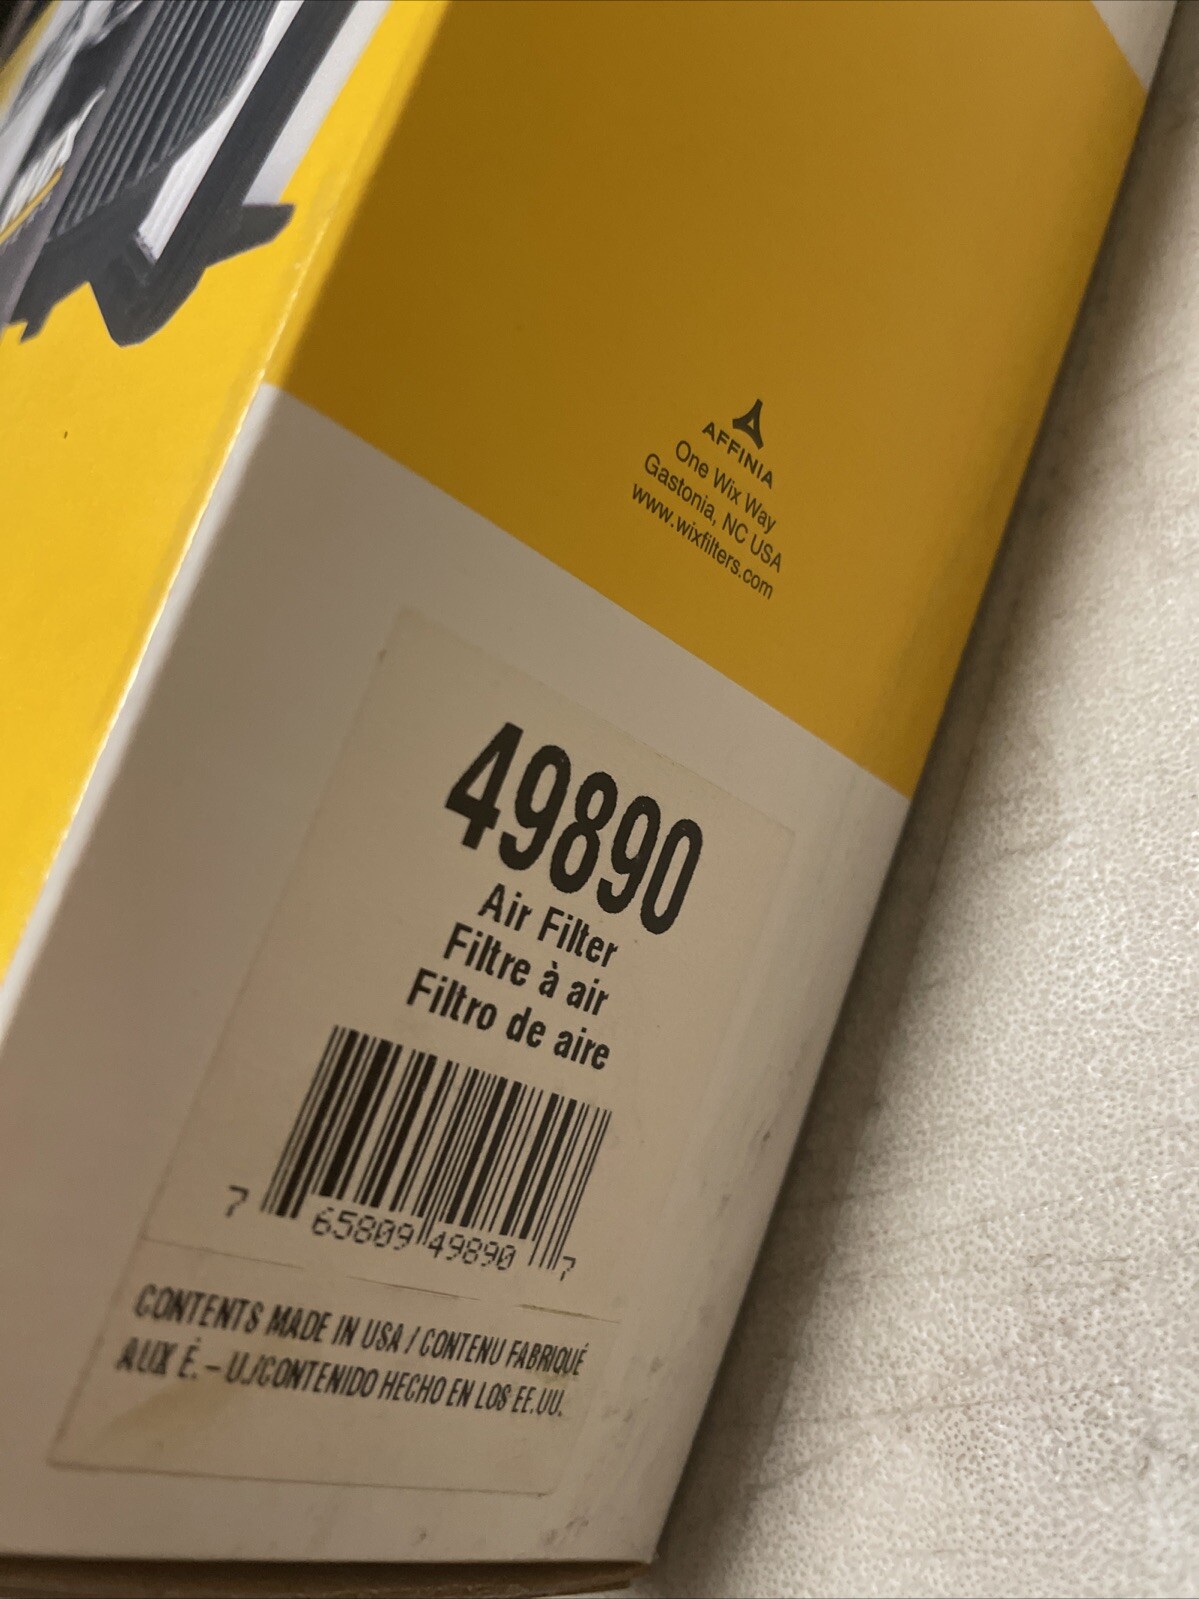 AFFINIA
One Wix Way
Gastonia, NC USA
www.wixfilters.com
49890
Air Filter
Filtre à air
Filtro de aire
7 65809 49890 7
CONTENTS MADE IN USA / CONTENU FABRIQUÉ
AUX É. – U./CONTENIDO HECHO EN LOS EE.UU.